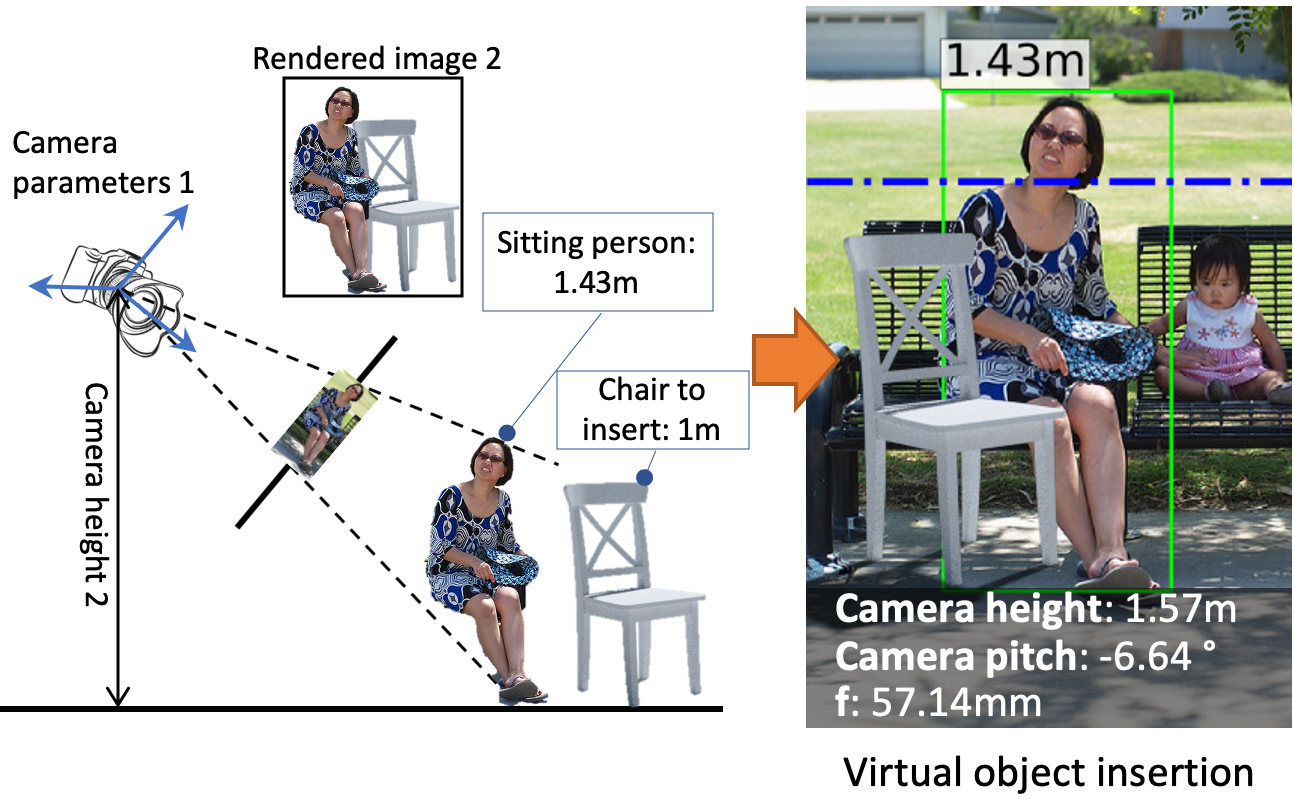 Rendered image 2
Camera
parameters 1
Sitting person:
1.43m
Chair to
insert: 1m
Camera height 2
1.43m
Camera height: 1.57m
Camera pitch: -6.64 °
f: 57.14mm
Virtual object insertion